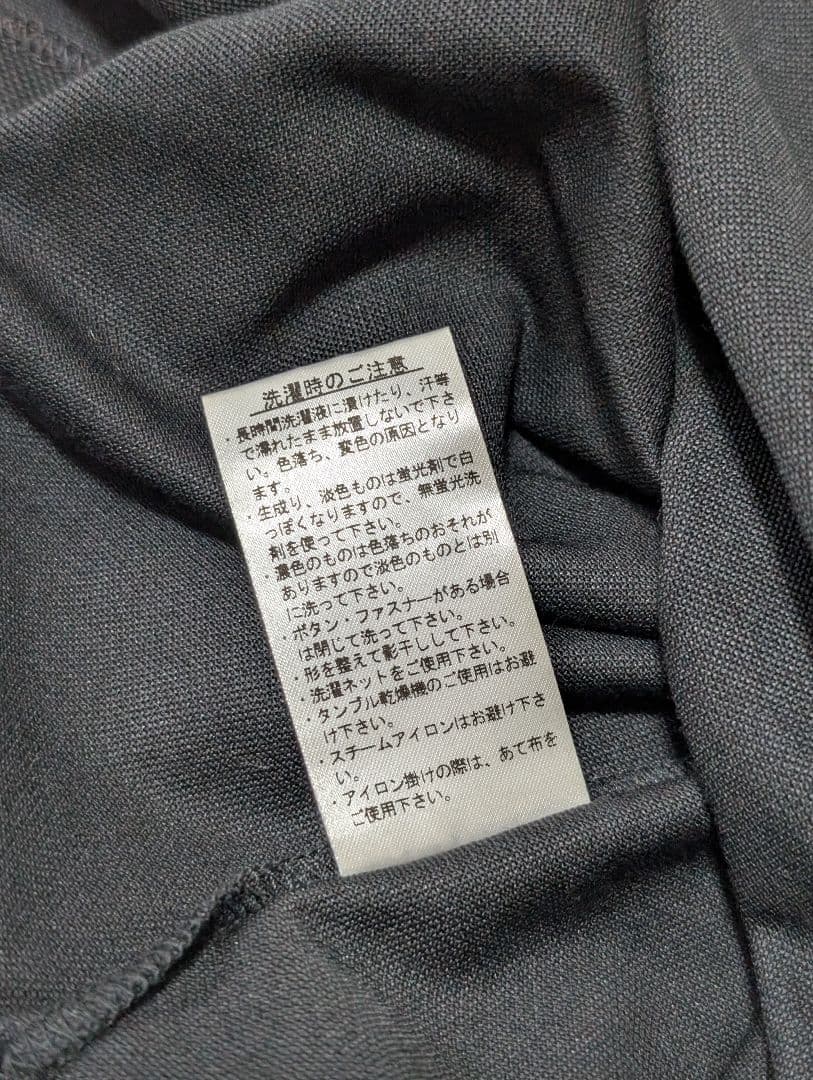 洗濯時のご注意
・長時間洗濯液に漬けたり、汗等
で濡れたまま放置しないで下さ
い。色落ち、変色の原因となり
ます。
・生成り、淡色ものは蛍光剤で白
っぽくなりますので、無蛍光洗
剤を使って下さい。
・濃色のものは色落ちのおそれが
ありますので淡色のものとは別
に洗って下さい。
・ボタン・ファスナーがある場合
は閉じて洗って下さい。
・形を整えて影干しして下さい。
・洗濯ネットをご使用下さい。
・タンブル乾燥機のご使用はお避
け下さい。
・スチームアイロンはお避け下さ
い。
・アイロン掛けの際は、あて布を
ご使用下さい。